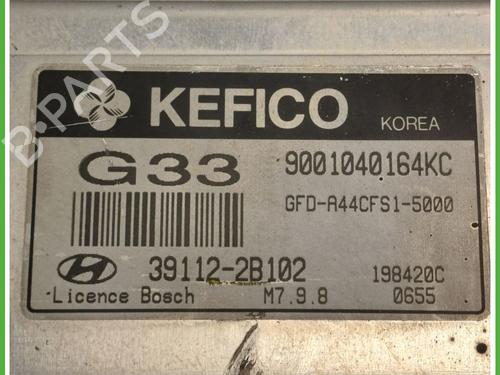 B-PARTS
KEFICO
KOREA
G33
9001040164KC
GFD-A44CFS1-5000
39112-2B102
198420C
Licence Bosch
M7.9.8
0655